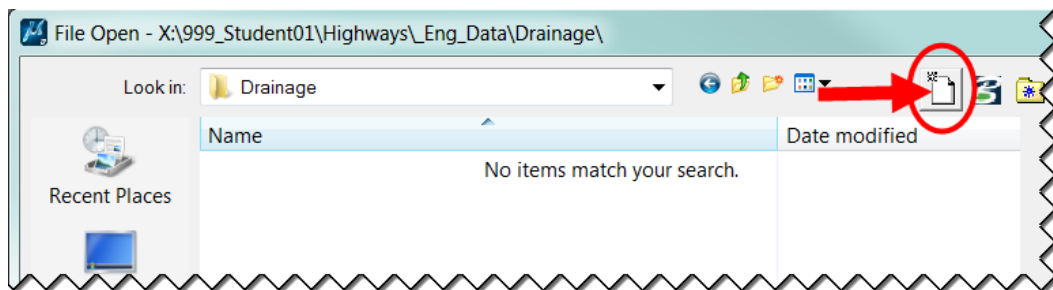 File Open - X:\999_Student01\Highways\_Eng_Data\Drainage\
Look in: Drainage
Name Date modified
No items match your search.
Recent Places